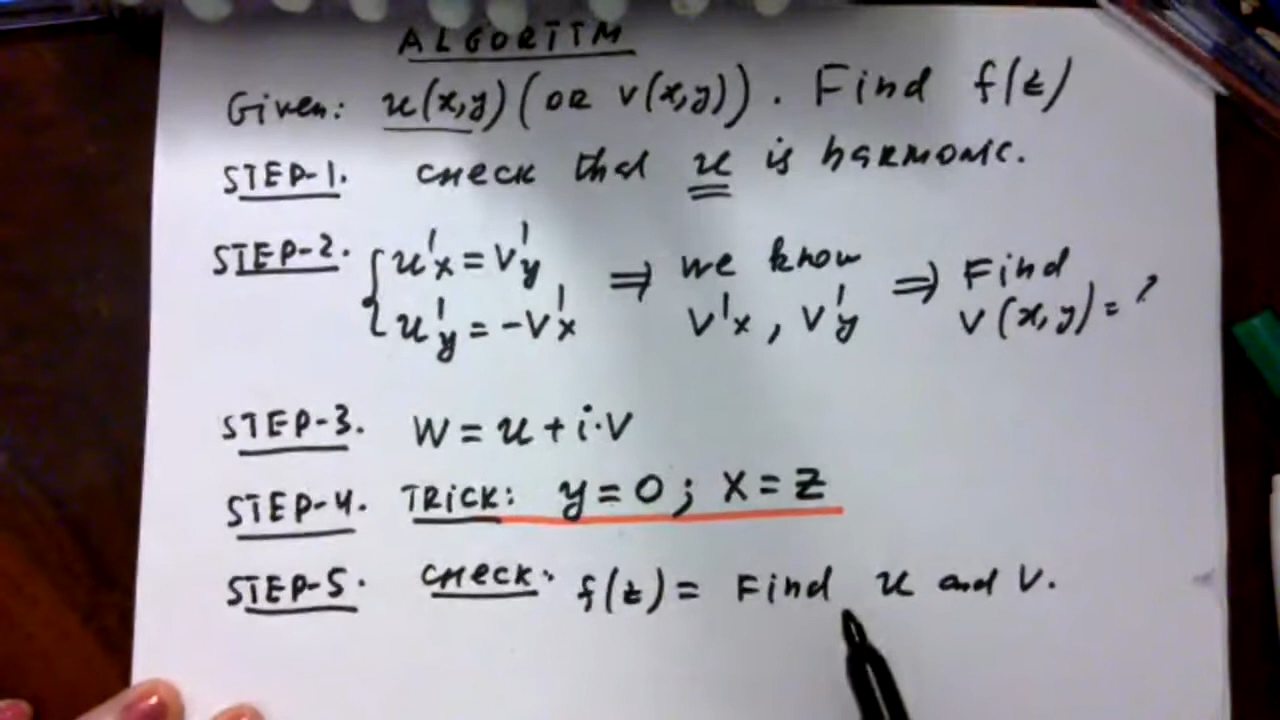 ALGORITM
Given: u(x,y) (OR v(x,y)). Find f(z)
STEP-1. CHECK that u is harmonic.
STEP-2. { u'x = v'y ⇒ we know ⇒ Find
u'y = -v'x v'x, v'y v(x,y) = ?
STEP-3. W = u + i·v
STEP-4. TRICK: y = 0; x = z
STEP-5. CHECK: f(z) = Find u and v.